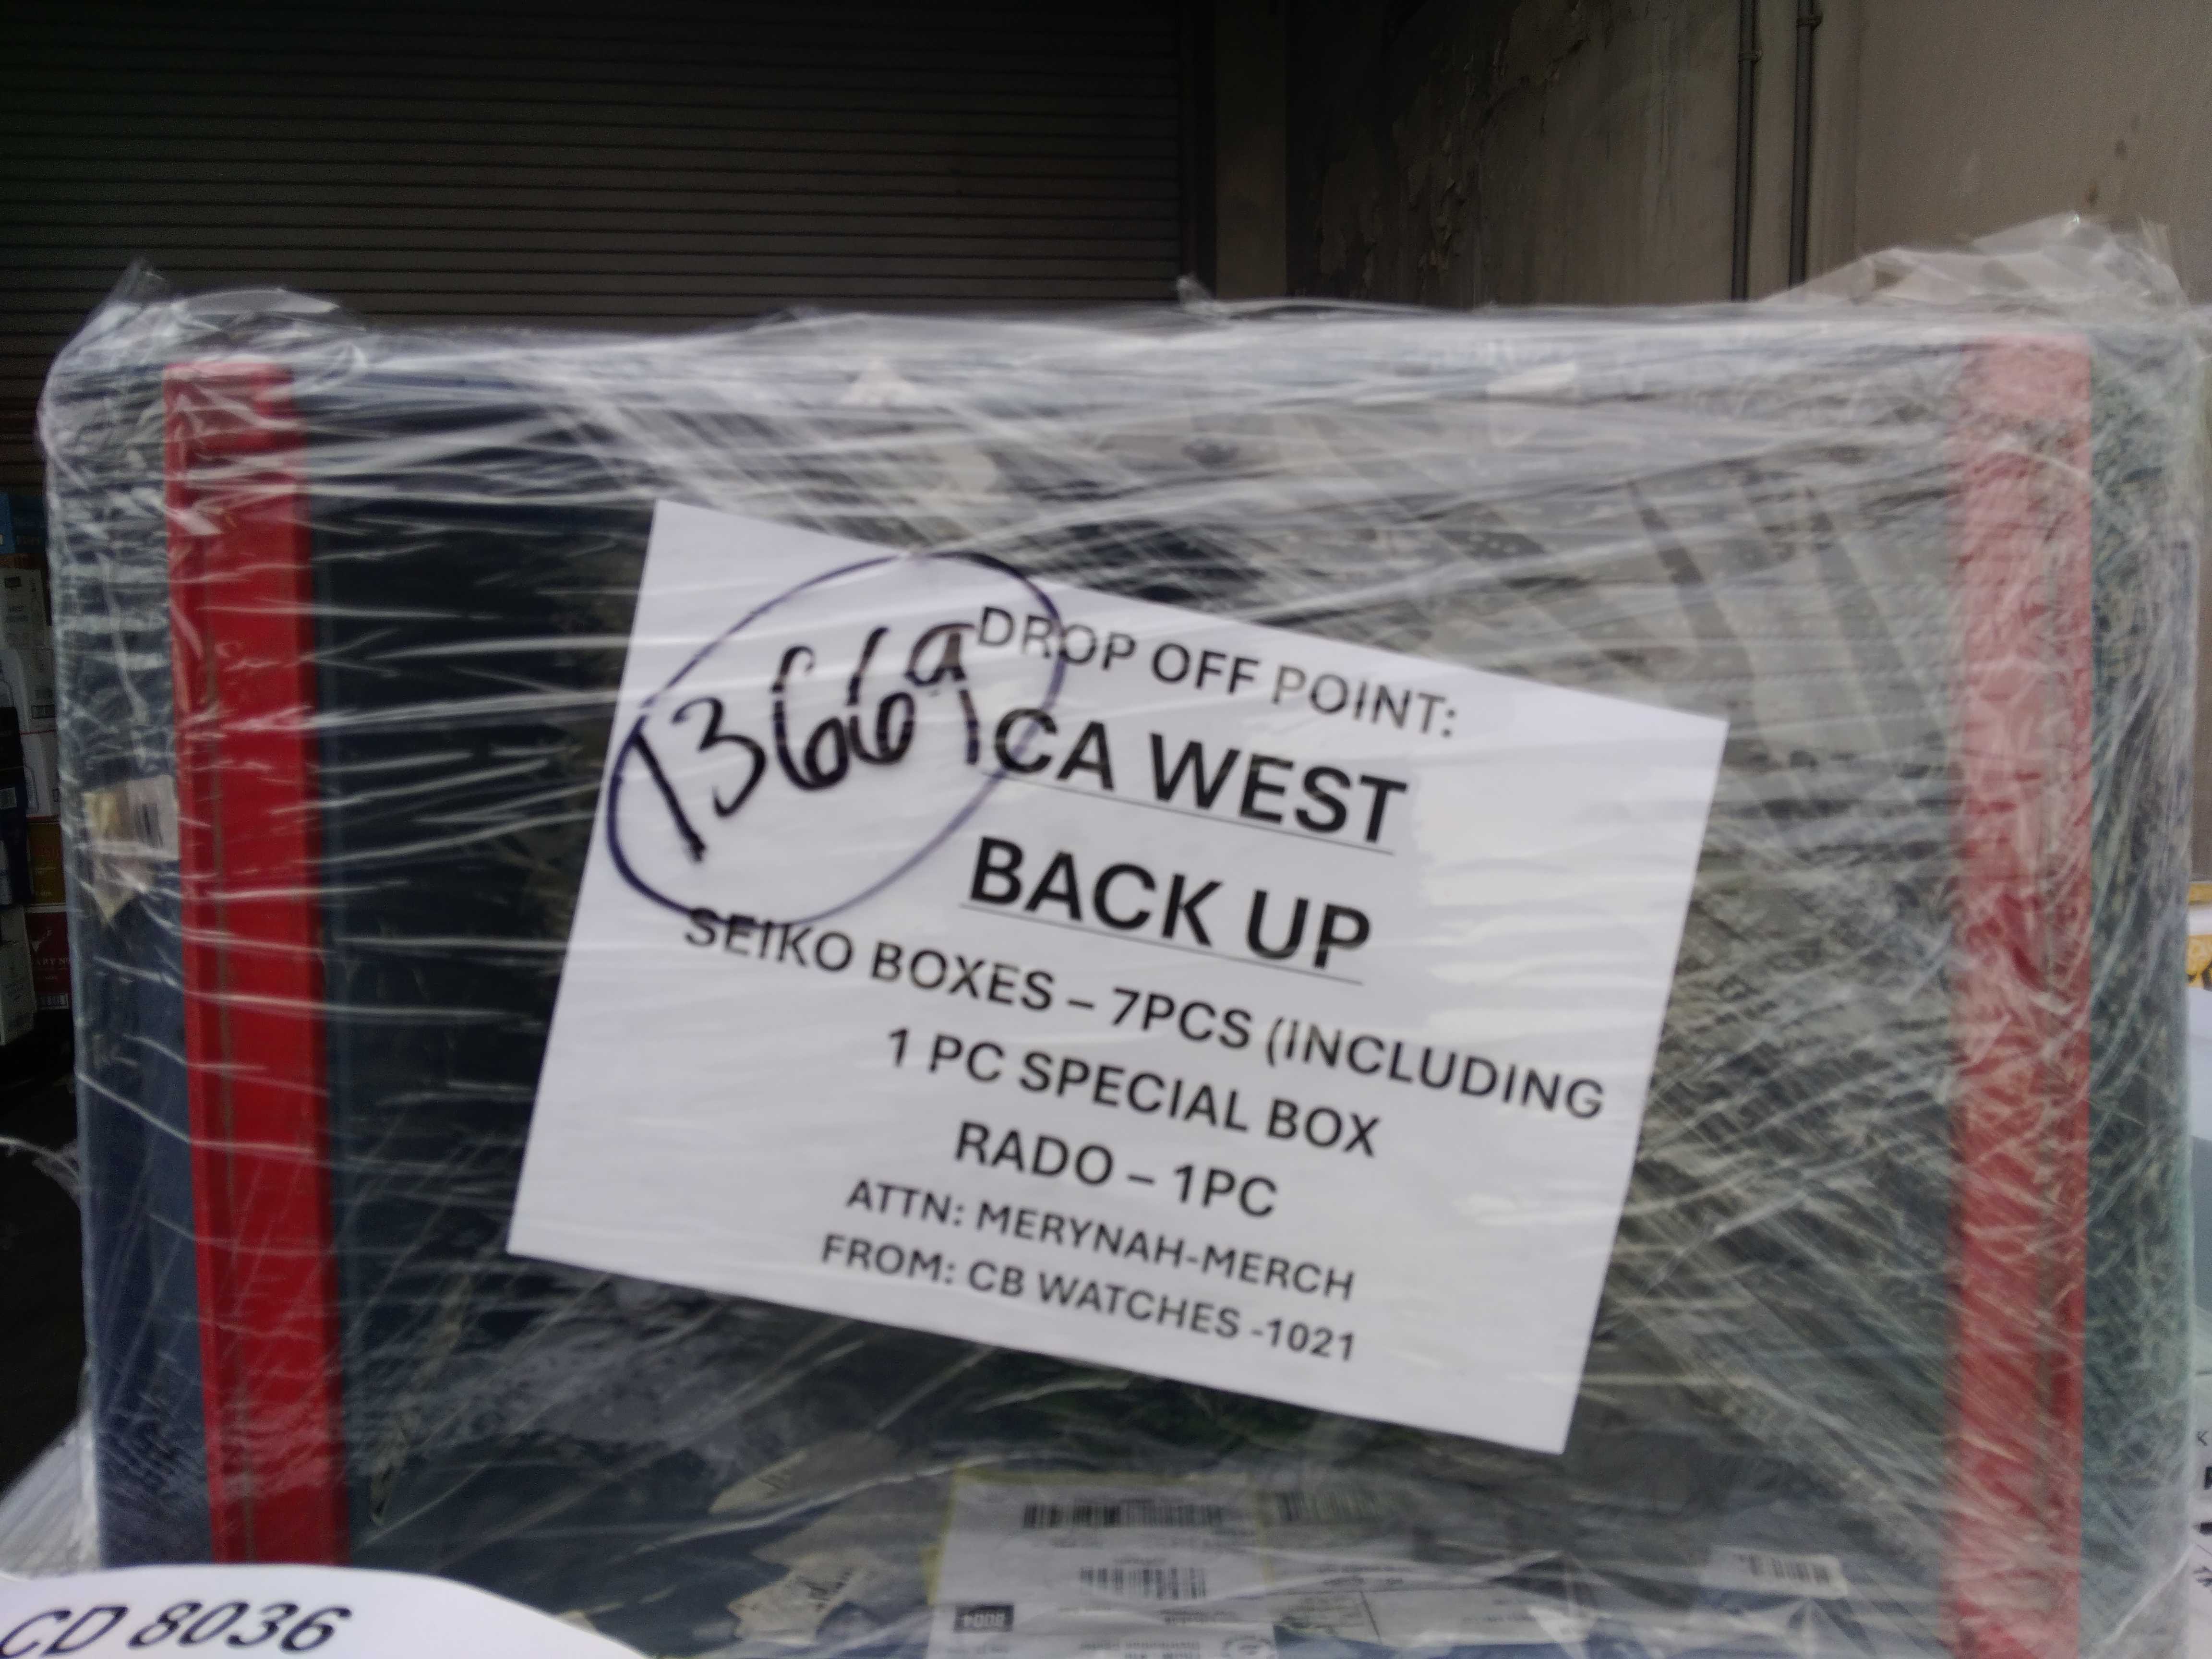 13669
DROP OFF POINT:
CA WEST
BACK UP
SEIKO BOXES – 7PCS (INCLUDING
1 PC SPECIAL BOX
RADO – 1PC
ATTN: MERYNAH-MERCH
FROM: CB WATCHES -1021
CD 8036